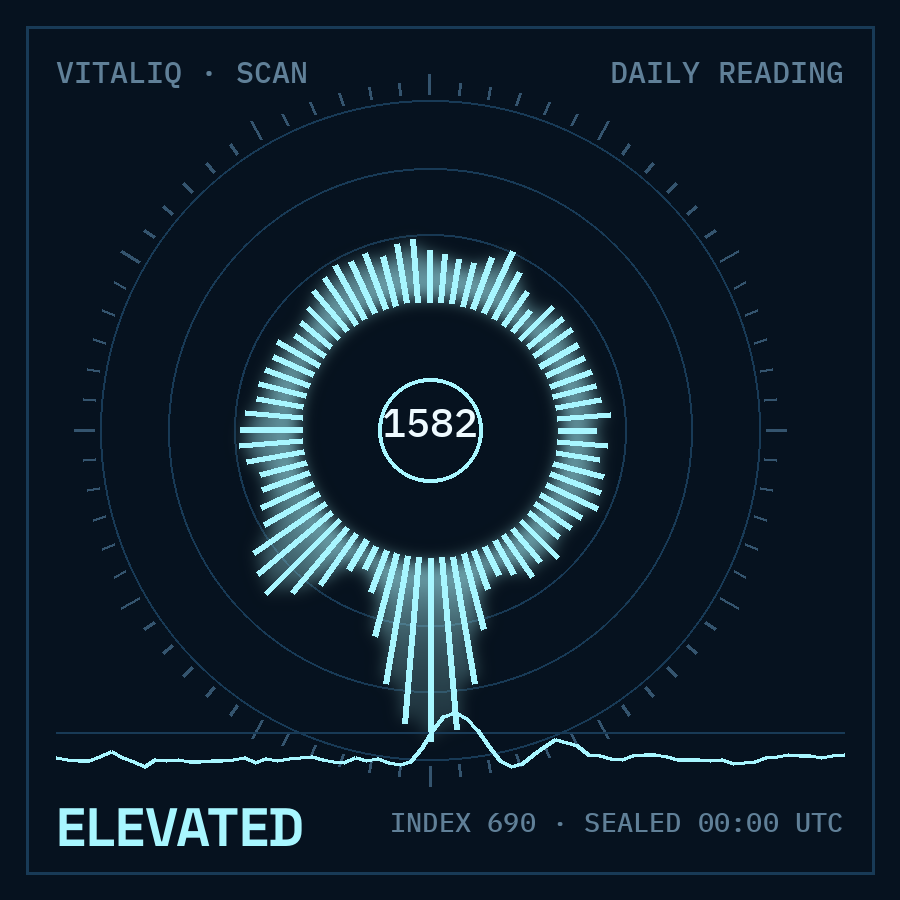 VITALIQ · SCAN
DAILY READING
1582
ELEVATED
INDEX 690 · SEALED 00:00 UTC